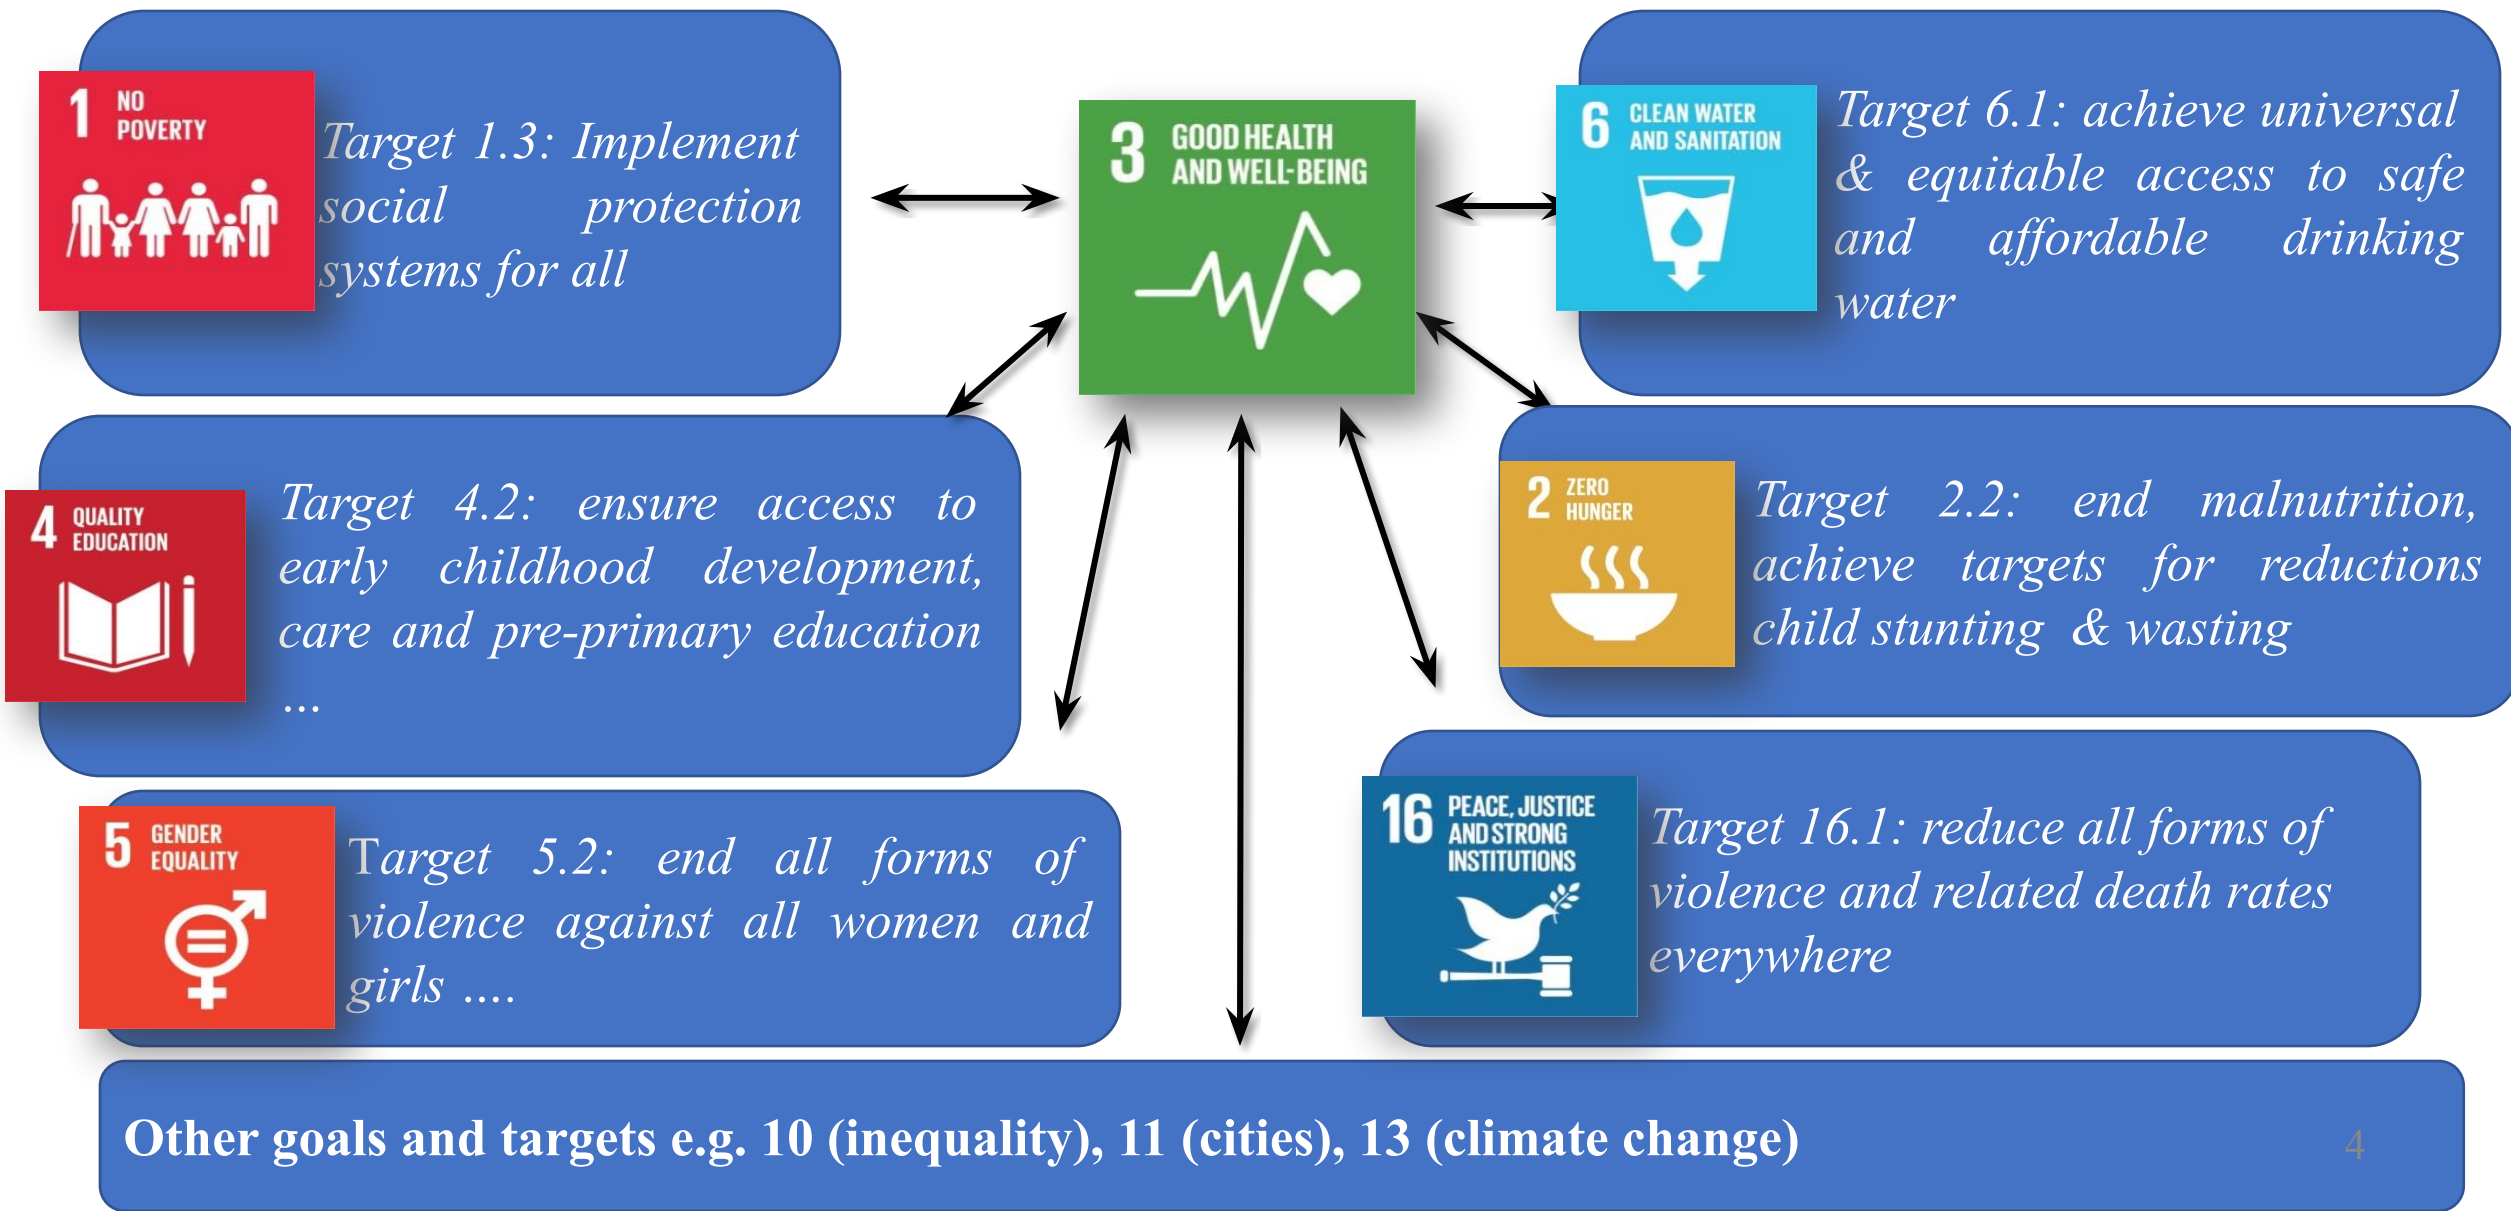 1 NO
POVERTY
Target 1.3: Implement
social protection
systems for all
3 GOOD HEALTH
AND WELL-BEING
6 CLEAN WATER
AND SANITATION
Target 6.1: achieve universal
& equitable access to safe
and affordable drinking
water
4 QUALITY
EDUCATION
Target 4.2: ensure access to
early childhood development,
care and pre-primary education
...
2 ZERO
HUNGER
Target 2.2: end malnutrition,
achieve targets for reductions
child stunting & wasting
5 GENDER
EQUALITY
Target 5.2: end all forms of
violence against all women and
girls ....
16 PEACE, JUSTICE
AND STRONG
INSTITUTIONS
Target 16.1: reduce all forms of
violence and related death rates
everywhere
Other goals and targets e.g. 10 (inequality), 11 (cities), 13 (climate change)
4